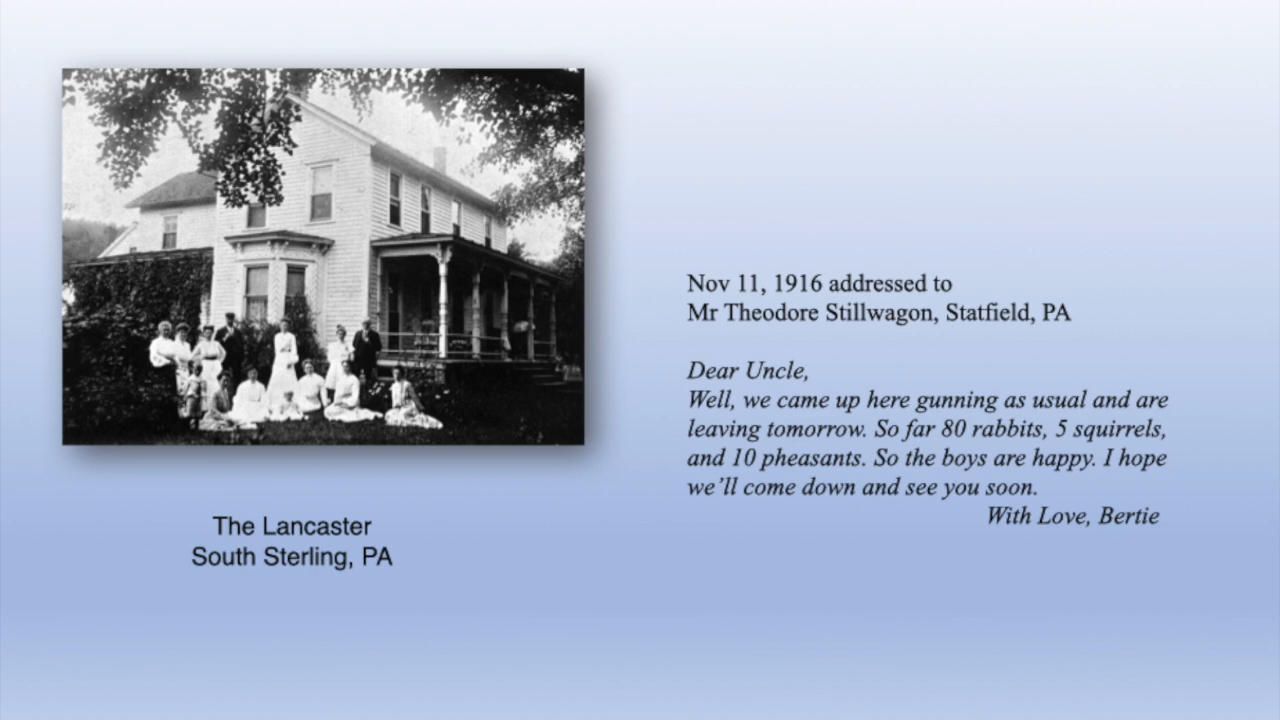 The Lancaster
South Sterling, PA
Nov 11, 1916 addressed to
Mr Theodore Stillwagon, Statfield, PA
Dear Uncle,
Well, we came up here gunning as usual and are
leaving tomorrow. So far 80 rabbits, 5 squirrels,
and 10 pheasants. So the boys are happy. I hope
we’ll come down and see you soon.
With Love, Bertie